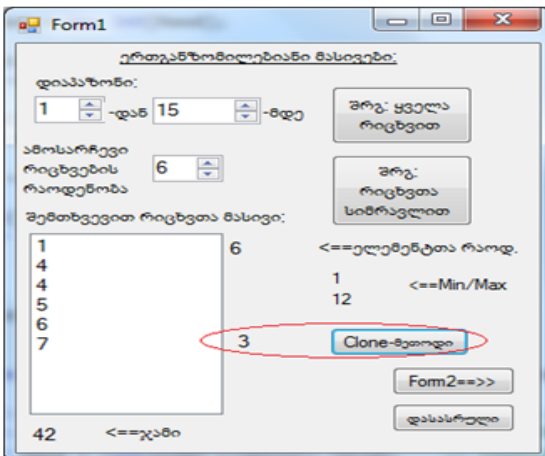 Form1
ერთგანზომილებიანი მასივები:
დიაპაზონი:
1 -დან 15 -მდე
შრგ: ყველა
რიცხვით
ამოსარჩევი
რიცხვების
რაოდენობა
6
შრგ:
რიცხვთა
სიმრავლით
შემთხვევით რიცხვთა მასივი:
1
4
4
5
6
7
6 <==ელემენტთა რაოდ.
1
12
<==Min/Max
3 Clone-მეთოდი
Form2==>>
დასასრული
42 <==ჯამი